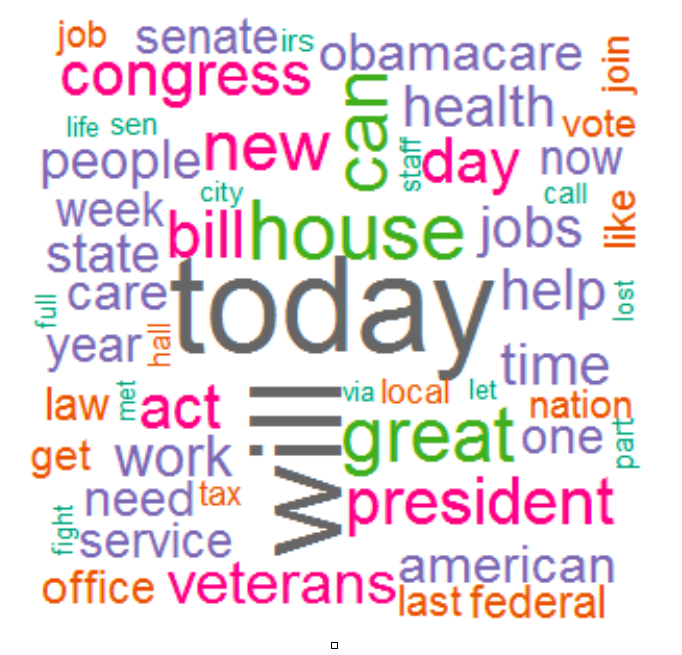 job senate irs obamacare join
congress can health vote
life sen new staff day now
people city call
week bill house jobs like
state today help
full care lost
year hall time
law met act will via local let nation
get work great one part
need tax president
fight service american
office veterans last federal